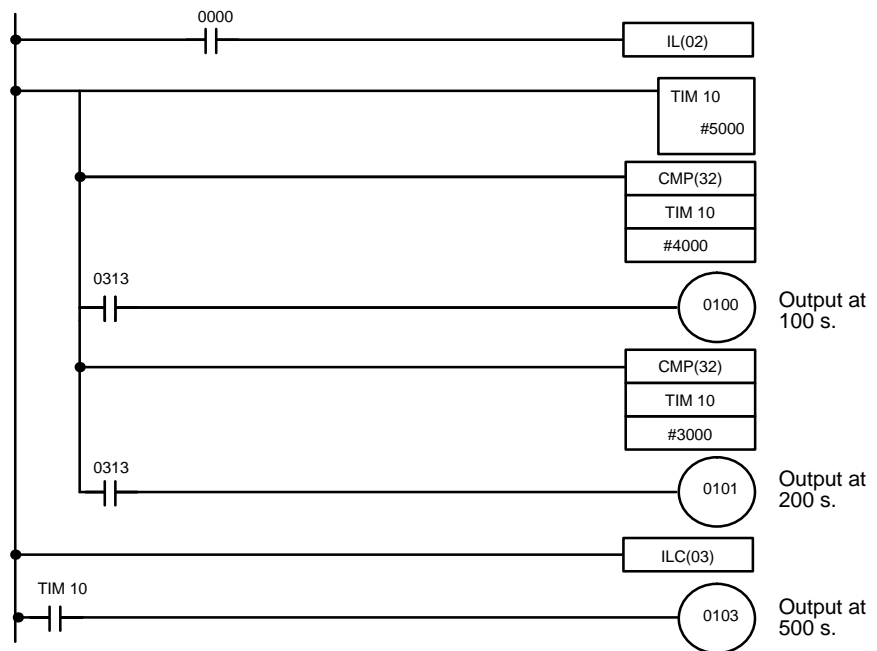 0000
IL(02)
TIM 10
#5000
CMP(32)
TIM 10
#4000
0313
0100
Output at
100 s.
CMP(32)
TIM 10
#3000
0313
0101
Output at
200 s.
ILC(03)
TIM 10
0103
Output at
500 s.